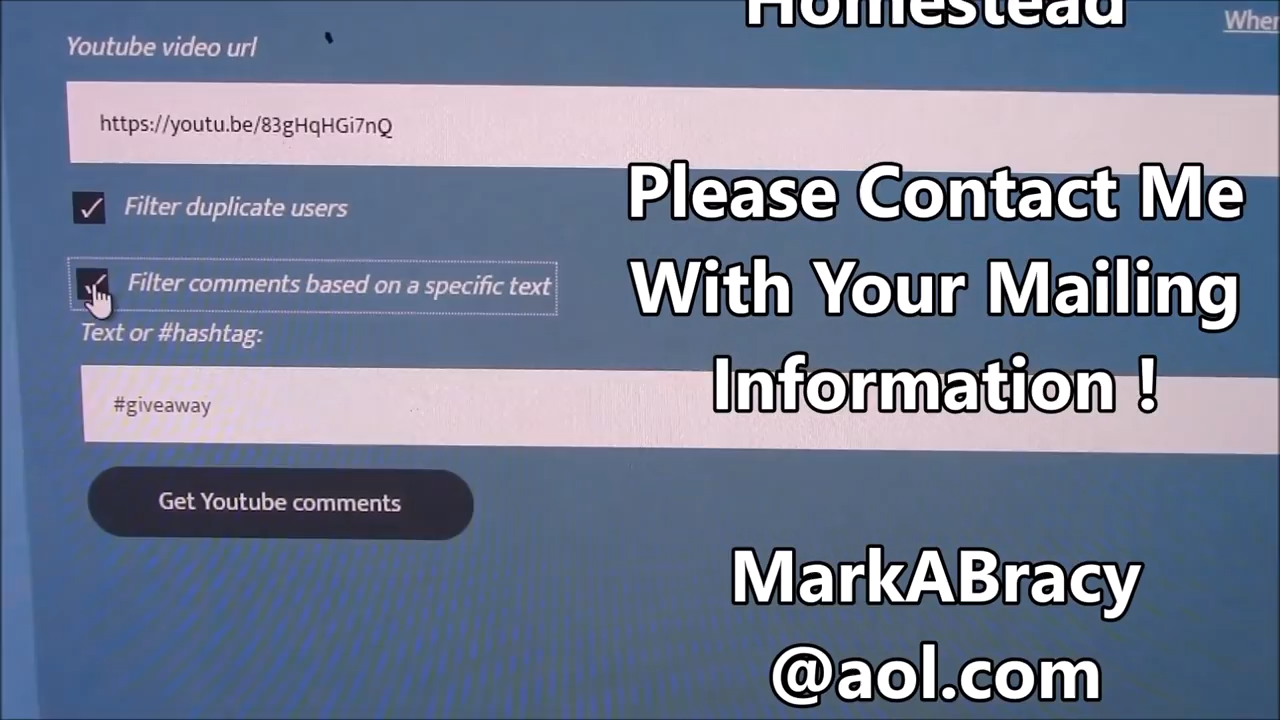 Homestead
Wher
Youtube video url
https://youtu.be/83gHqHGi7nQ
Filter duplicate users
Filter comments based on a specific text
Text or #hashtag:
#giveaway
Get Youtube comments
Please Contact Me
With Your Mailing
Information !
MarkABracy
@aol.com